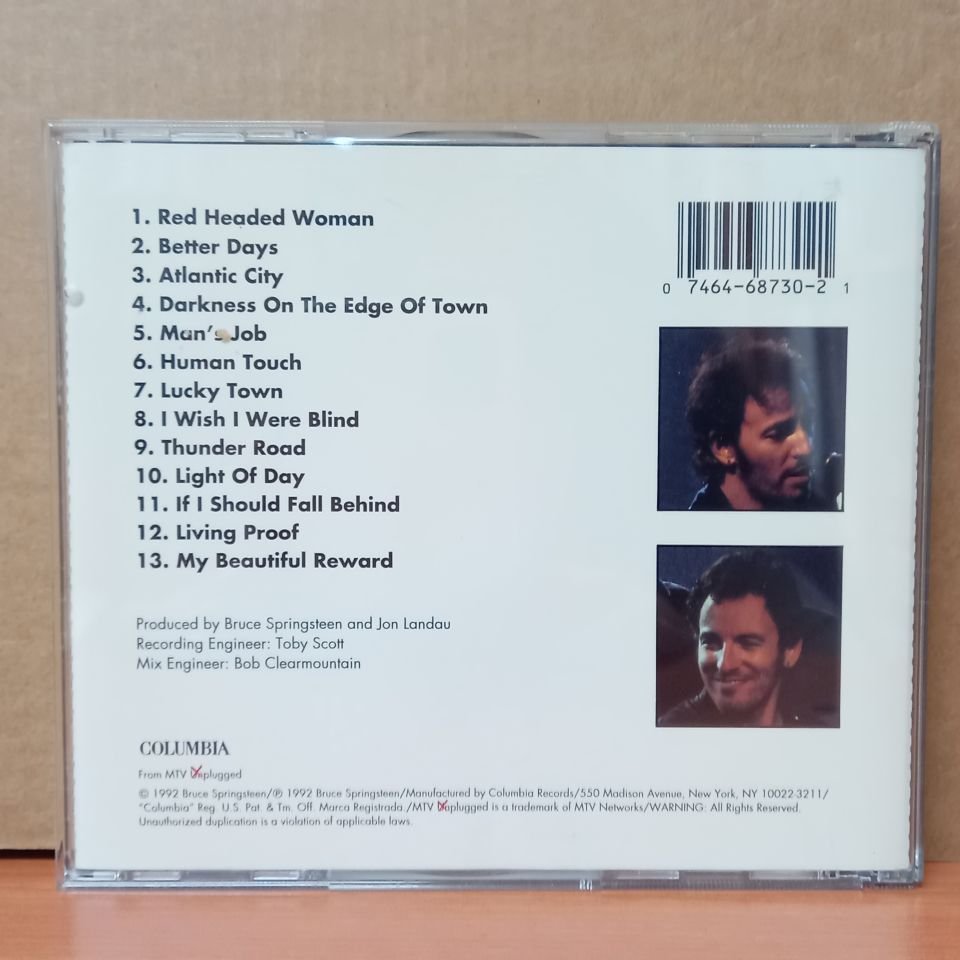 1. Red Headed Woman
2. Better Days
3. Atlantic City
4. Darkness On The Edge Of Town
5. Man's Job
6. Human Touch
7. Lucky Town
8. I Wish I Were Blind
9. Thunder Road
10. Light Of Day
11. If I Should Fall Behind
12. Living Proof
13. My Beautiful Reward
0 7464-68730-2 1
Produced by Bruce Springsteen and Jon Landau
Recording Engineer: Toby Scott
Mix Engineer: Bob Clearmountain
COLUMBIA
From MTV Unplugged
© 1992 Bruce Springsteen/℗ 1992 Bruce Springsteen/Manufactured by Columbia Records/550 Madison Avenue, New York, NY 10022-3211/
"Columbia" Reg. U.S. Pat. & Tm. Off. Marca Registrada./MTV Unplugged is a trademark of MTV Networks/WARNING: All Rights Reserved.
Unauthorized duplication is a violation of applicable laws.